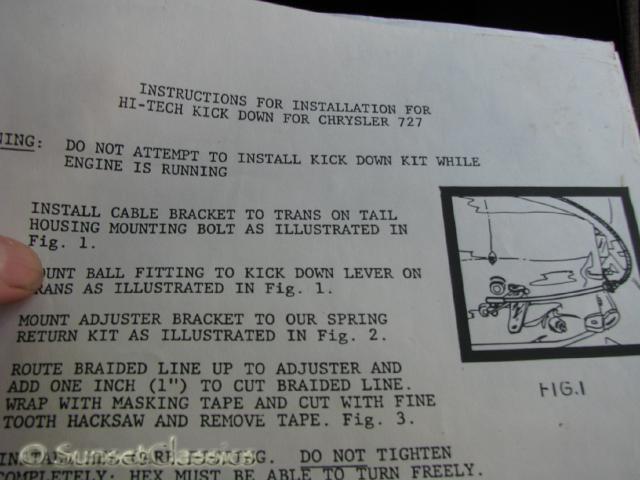 INSTRUCTIONS FOR INSTALLATION FOR
HI-TECH KICK DOWN FOR CHRYSLER 727
NING: DO NOT ATTEMPT TO INSTALL KICK DOWN KIT WHILE
ENGINE IS RUNNING
INSTALL CABLE BRACKET TO TRANS ON TAIL
HOUSING MOUNTING BOLT AS ILLUSTRATED IN
Fig. 1.
OUNT BALL FITTING TO KICK DOWN LEVER ON
RANS AS ILLUSTRATED IN Fig. 1.
MOUNT ADJUSTER BRACKET TO OUR SPRING
RETURN KIT AS ILLUSTRATED IN Fig. 2.
ROUTE BRAIDED LINE UP TO ADJUSTER AND
ADD ONE INCH (1") TO CUT BRAIDED LINE.
WRAP WITH MASKING TAPE AND CUT WITH FINE
TOOTH HACKSAW AND REMOVE TAPE. Fig. 3.
DO NOT TIGHTEN
COMPLETELY; HEX MUST BE ABLE TO TURN FREELY.
FIG.1
© SunsetClassics